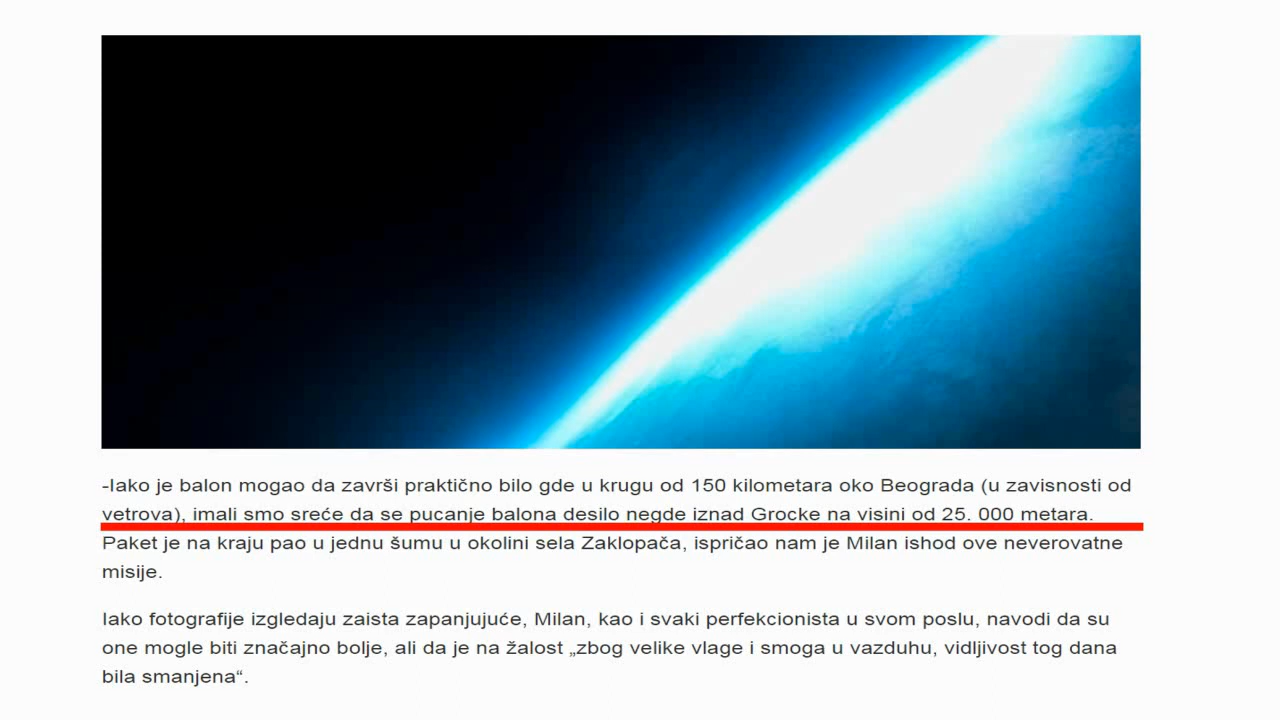 -Iako je balon mogao da završi praktično bilo gde u krugu od 150 kilometara oko Beograda (u zavisnosti od
vetrova), imali smo sreće da se pucanje balona desilo negde iznad Grocke na visini od 25. 000 metara.
Paket je na kraju pao u jednu šumu u okolini sela Zaklopača, ispričao nam je Milan ishod ove neverovatne
misije.
Iako fotografije izgledaju zaista zapanjujuće, Milan, kao i svaki perfekcionista u svom poslu, navodi da su
one mogle biti značajno bolje, ali da je na žalost „zbog velike vlage i smoga u vazduhu, vidljivost tog dana
bila smanjena“.